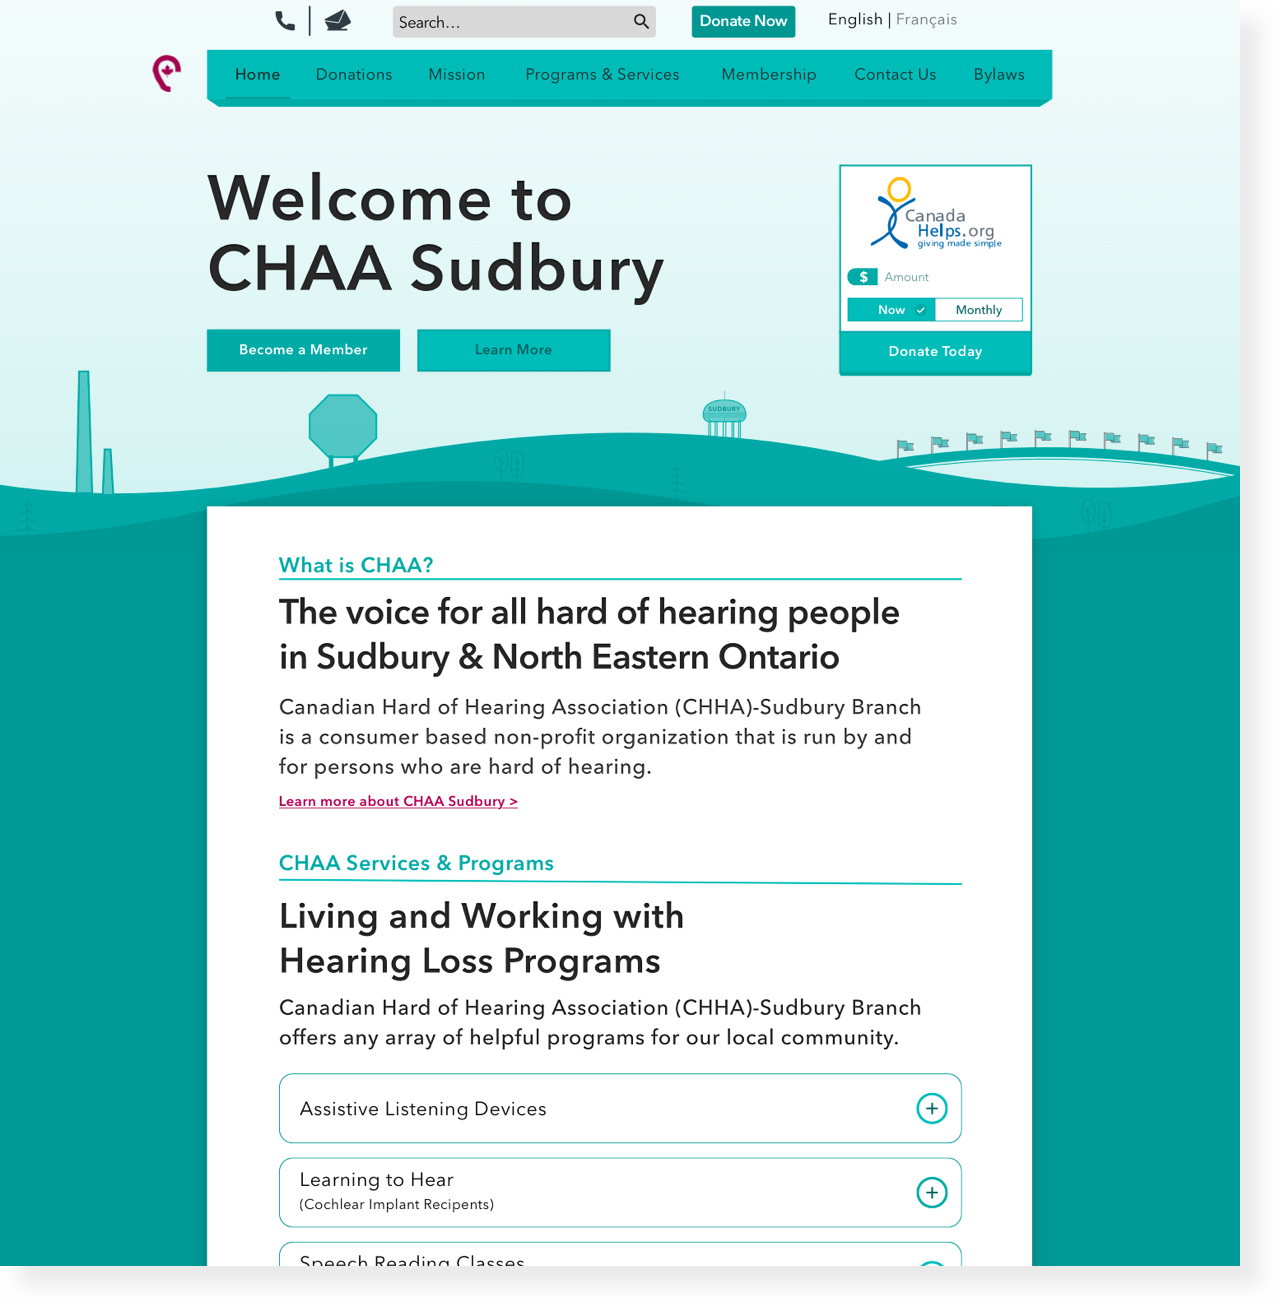 Search...
Donate Now
English | Français
Home Donations Mission Programs & Services Membership Contact Us Bylaws
Welcome to
CHAA Sudbury
Become a Member
Learn More
Canada
Helps.org
giving made simple
$ Amount
Now Monthly
Donate Today
SUDBURY
What is CHAA?
The voice for all hard of hearing people
in Sudbury & North Eastern Ontario
Canadian Hard of Hearing Association (CHHA)-Sudbury Branch
is a consumer based non-profit organization that is run by and
for persons who are hard of hearing.
Learn more about CHAA Sudbury >
CHAA Services & Programs
Living and Working with
Hearing Loss Programs
Canadian Hard of Hearing Association (CHHA)-Sudbury Branch
offers any array of helpful programs for our local community.
Assistive Listening Devices
Learning to Hear
(Cochlear Implant Recipents)
Speech Reading Classes